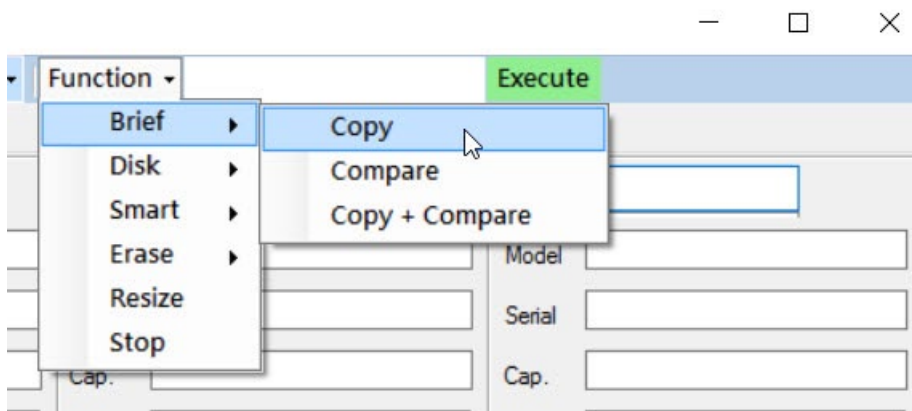 Function
Execute
Brief
Copy
Disk
Compare
Smart
Copy + Compare
Erase
Model
Resize
Serial
Stop
Cap.
Cap.